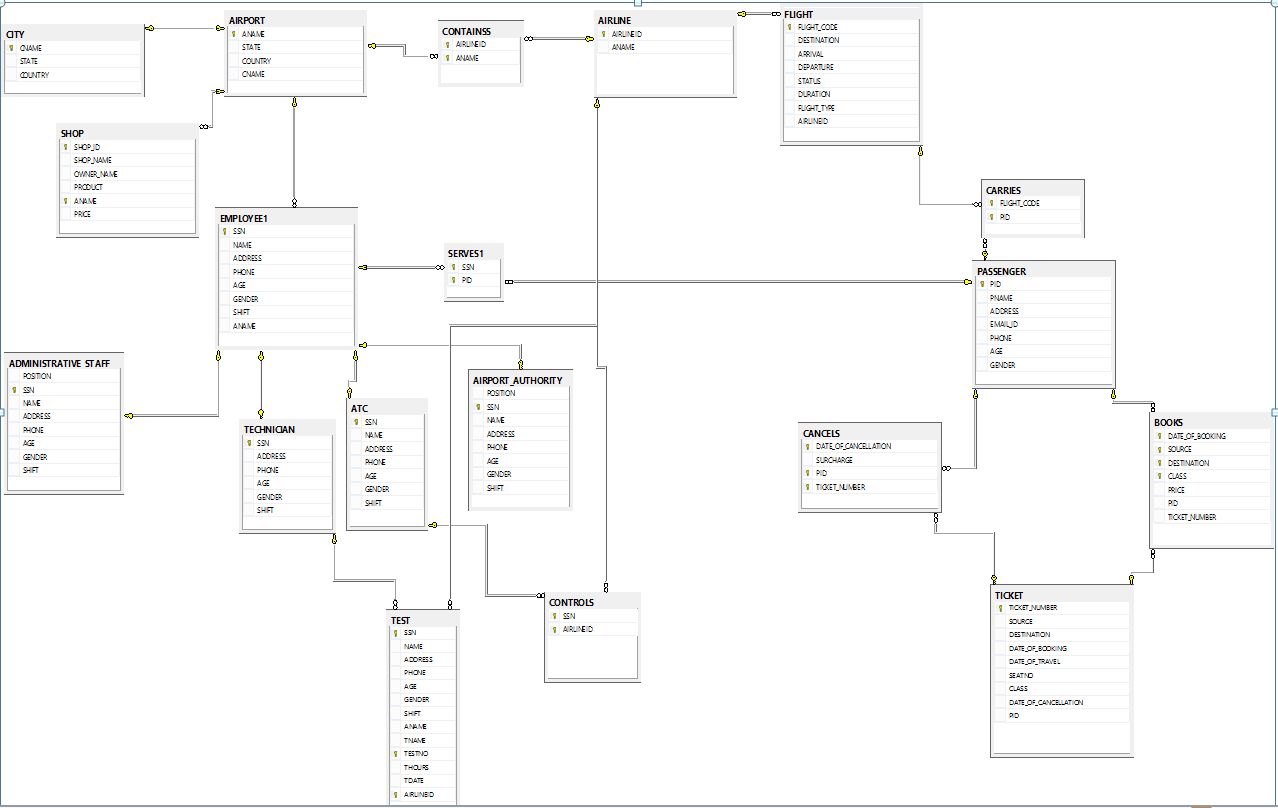 CITY
CNAME
STATE
COUNTRY
AIRPORT
ANAME
STATE
COUNTRY
CNAME
CONTAINSS
AIRLINEID
ANAME
AIRLINE
AIRLINEID
ANAME
FLIGHT
FLIGHT_CODE
DESTINATION
ARRIVAL
DEPARTURE
STATUS
DURATION
FLIGHT_TYPE
AIRLINEID
SHOP
SHOP_ID
SHOP_NAME
OWNER_NAME
PRODUCT
ANAME
PRICE
CARRIES
FLIGHT_CODE
PID
EMPLOYEE1
SSN
NAME
ADDRESS
PHONE
AGE
GENDER
SHIFT
ANAME
SERVES1
SSN
PID
PASSENGER
PID
PNAME
ADDRESS
EMAIL_ID
PHONE
AGE
GENDER
ADMINISTRATIVE_STAFF
POSITION
SSN
NAME
ADDRESS
PHONE
AGE
GENDER
SHIFT
TECHNICIAN
SSN
ADDRESS
PHONE
AGE
GENDER
SHIFT
ATC
SSN
NAME
ADDRESS
PHONE
AGE
GENDER
SHIFT
AIRPORT_AUTHORITY
POSITION
SSN
NAME
ADDRESS
PHONE
AGE
GENDER
SHIFT
CANCELS
DATE_OF_CANCELLATION
SURCHARGE
PID
TICKET_NUMBER
BOOKS
DATE_OF_BOOKING
SOURCE
DESTINATION
CLASS
PRICE
PID
TICKET_NUMBER
TEST
SSN
NAME
ADDRESS
PHONE
AGE
GENDER
SHIFT
ANAME
TNAME
TESTNO
THOURS
TDATE
AIRLINEID
CONTROLS
SSN
AIRLINEID
TICKET
TICKET_NUMBER
SOURCE
DESTINATION
DATE_OF_BOOKING
DATE_OF_TRAVEL
SEATNO
CLASS
DATE_OF_CANCELLATION
PID